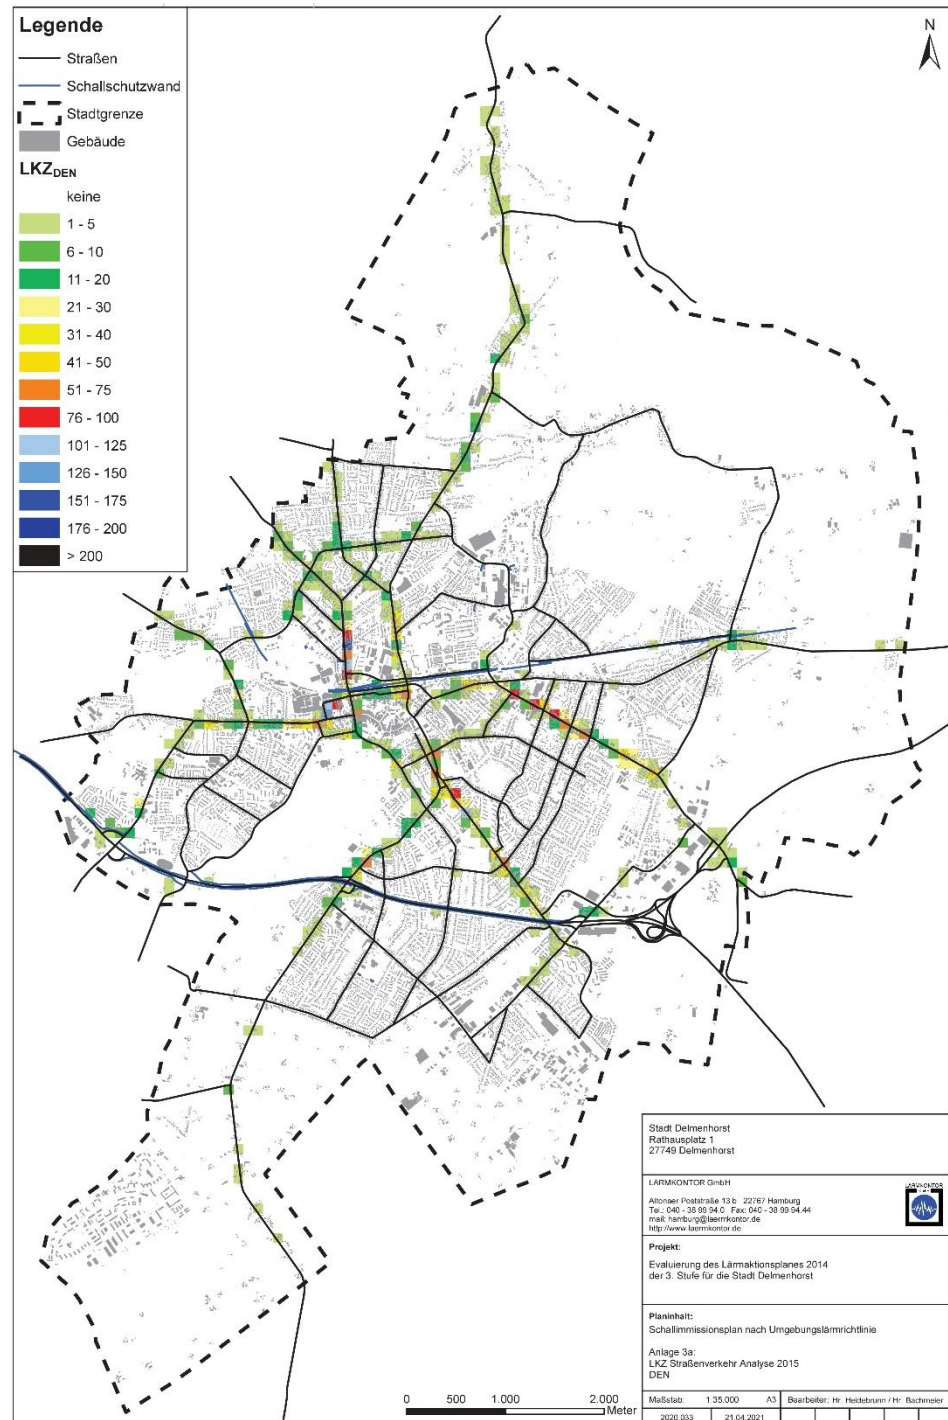 Legende
Straßen
Schallschutzwand
Stadtgrenze
Gebäude
LKZDEN
keine
1 - 5
6 - 10
11 - 20
21 - 30
31 - 40
41 - 50
51 - 75
76 - 100
101 - 125
126 - 150
151 - 175
176 - 200
> 200
N
0 500 1.000 2.000
Meter
Stadt Delmenhorst
Rathausplatz 1
27749 Delmenhorst
LÄRMKONTOR GmbH
Altonaer Poststraße 13 b 22767 Hamburg
Tel.: 040 - 38 99 94.0 Fax: 040 - 38 99 94.44
mail: hamburg@laermkontor.de
http://www.laermkontor.de
LÄRMKONTOR
Projekt:
Evaluierung des Lärmaktionsplanes 2014
der 3. Stufe für die Stadt Delmenhorst
Planinhalt:
Schallimmissionsplan nach Umgebungslärmrichtlinie
Anlage 3a:
LKZ Straßenverkehr Analyse 2015
DEN
Maßstab: 1:35.000 A3 Bearbeiter: Hr. Heidebrunn / Hr. Bachmeier
2020.033 21.04.2021